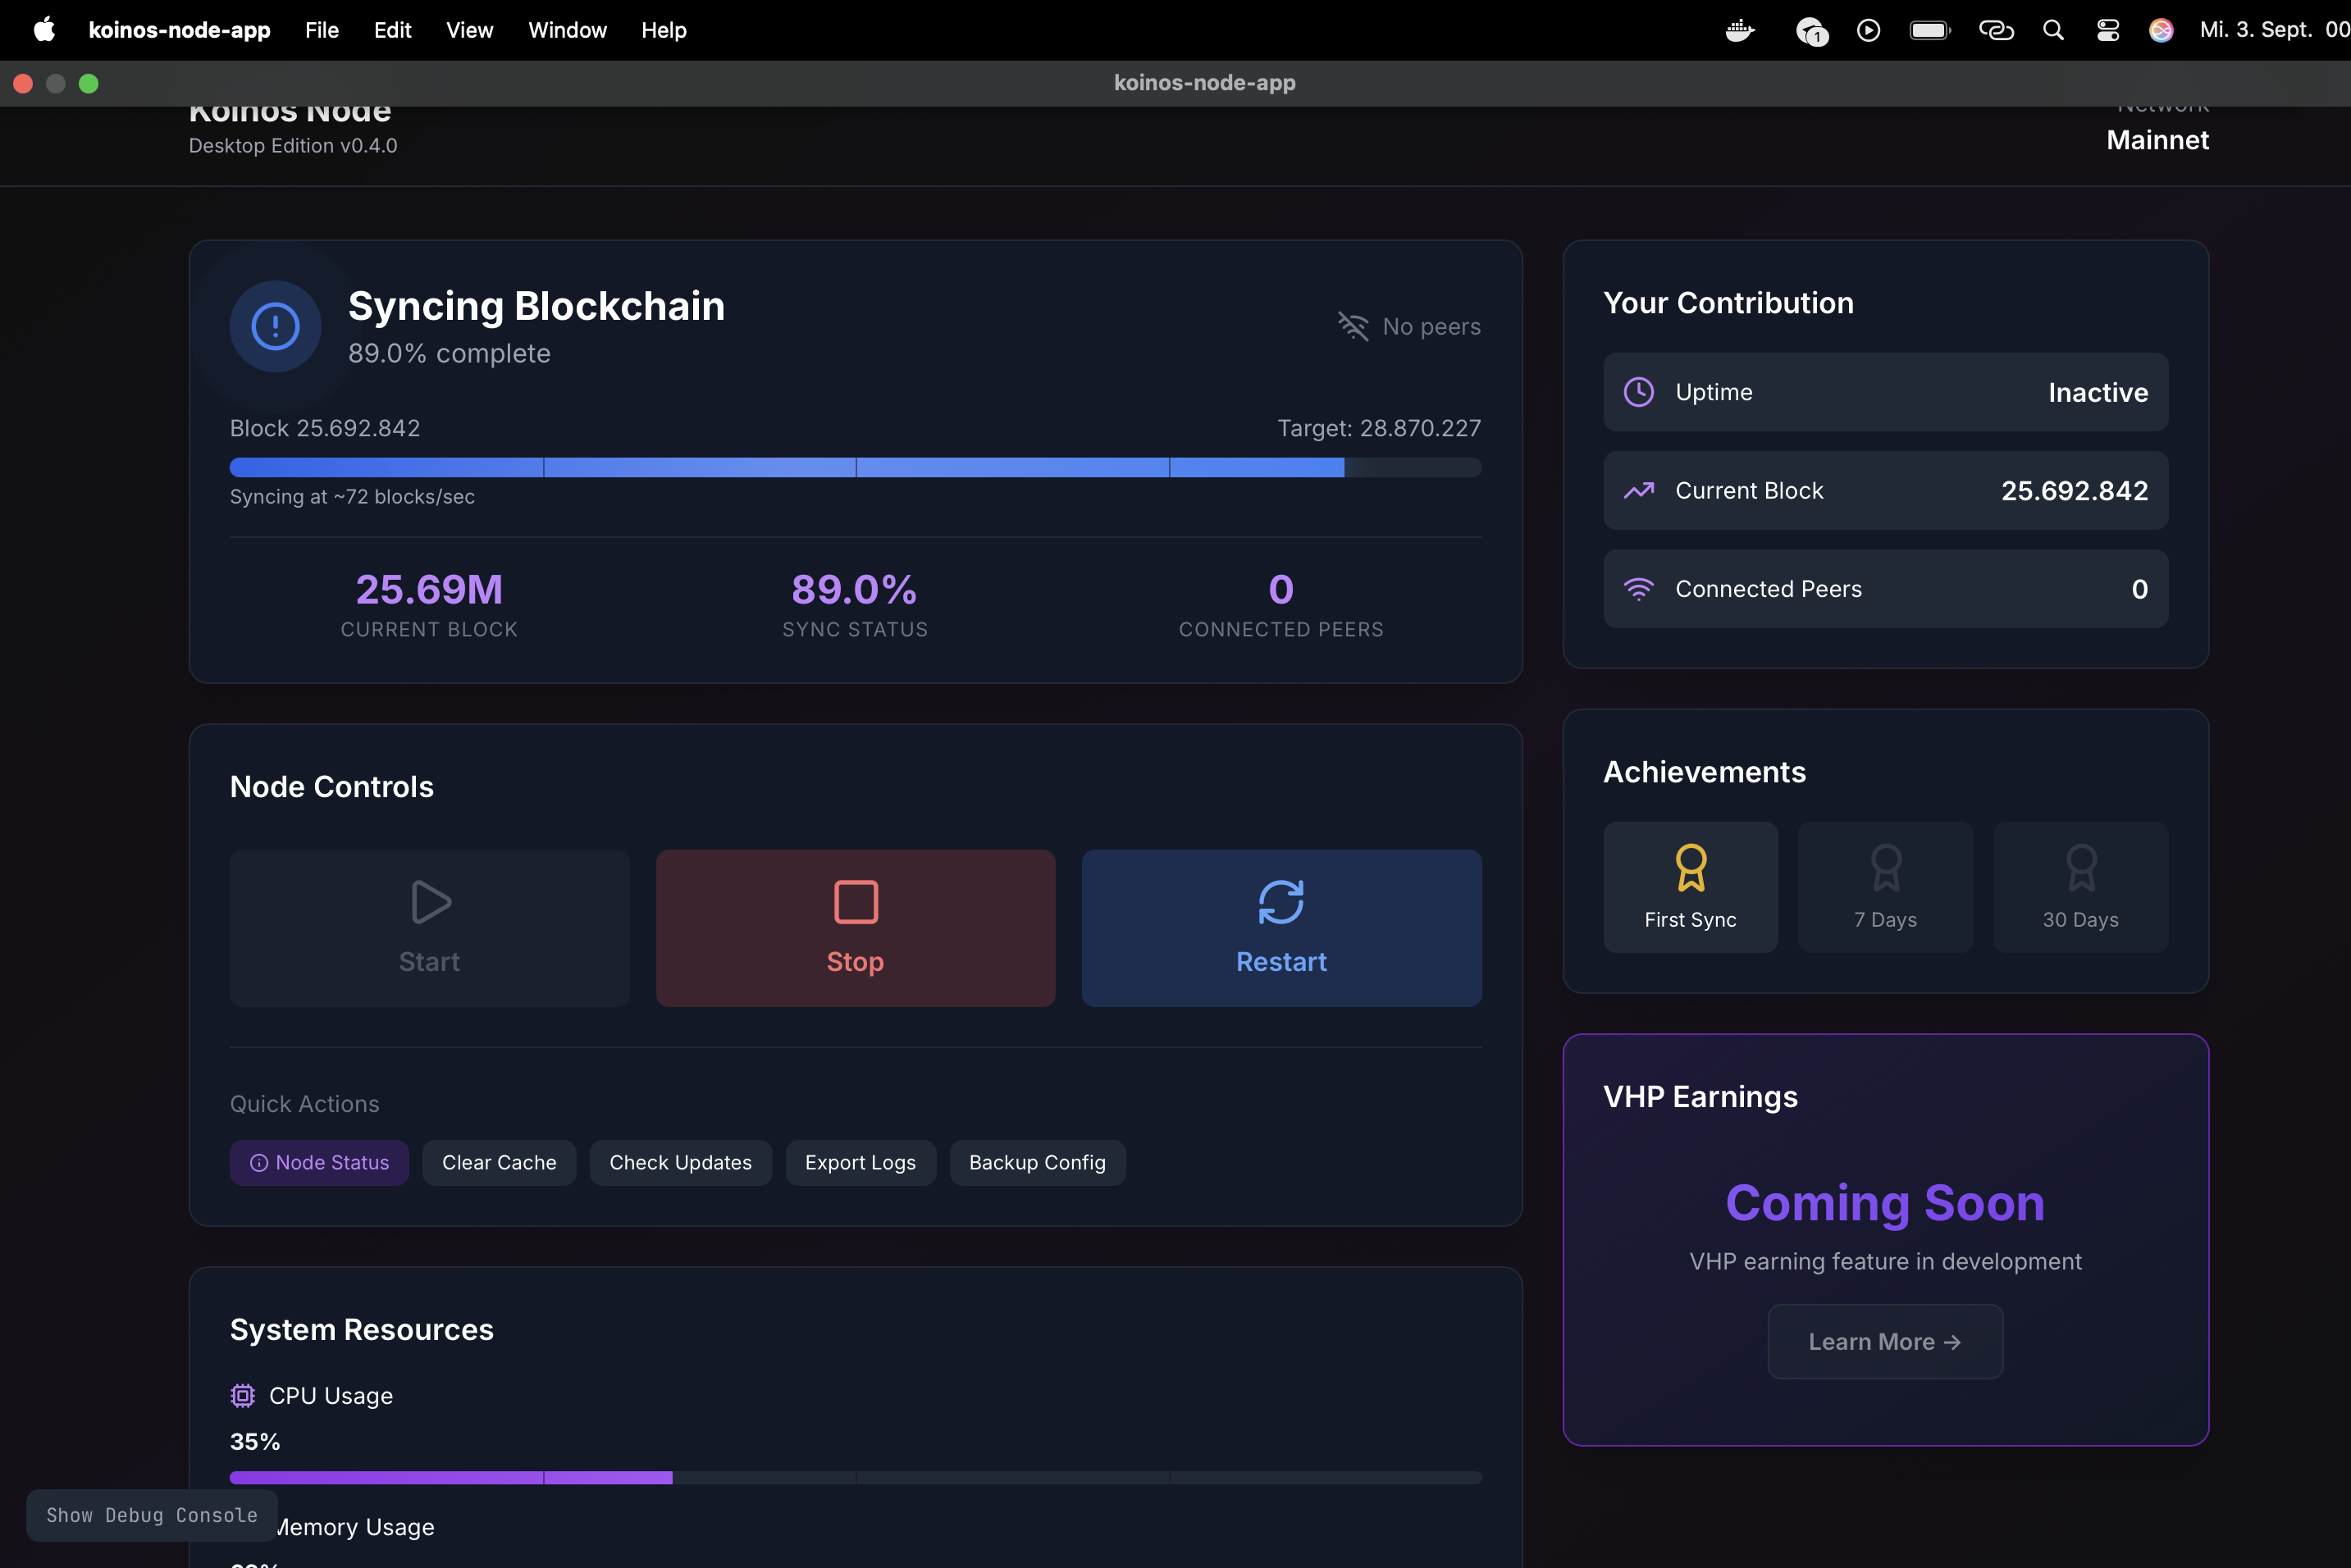 koinos-node-app File Edit View Window Help
1
Mi. 3. Sept. 00
koinos-node-app
Koinos Node
Desktop Edition v0.4.0
Network
Mainnet
Syncing Blockchain
89.0% complete
No peers
Block 25.692.842
Target: 28.870.227
Syncing at ~72 blocks/sec
25.69M
CURRENT BLOCK
89.0%
SYNC STATUS
0
CONNECTED PEERS
Node Controls
Start
Stop
Restart
Quick Actions
Node Status
Clear Cache
Check Updates
Export Logs
Backup Config
System Resources
CPU Usage
35%
Memory Usage
Show Debug Console
Your Contribution
Uptime
Inactive
Current Block
25.692.842
Connected Peers
0
Achievements
First Sync
7 Days
30 Days
VHP Earnings
Coming Soon
VHP earning feature in development
Learn More →